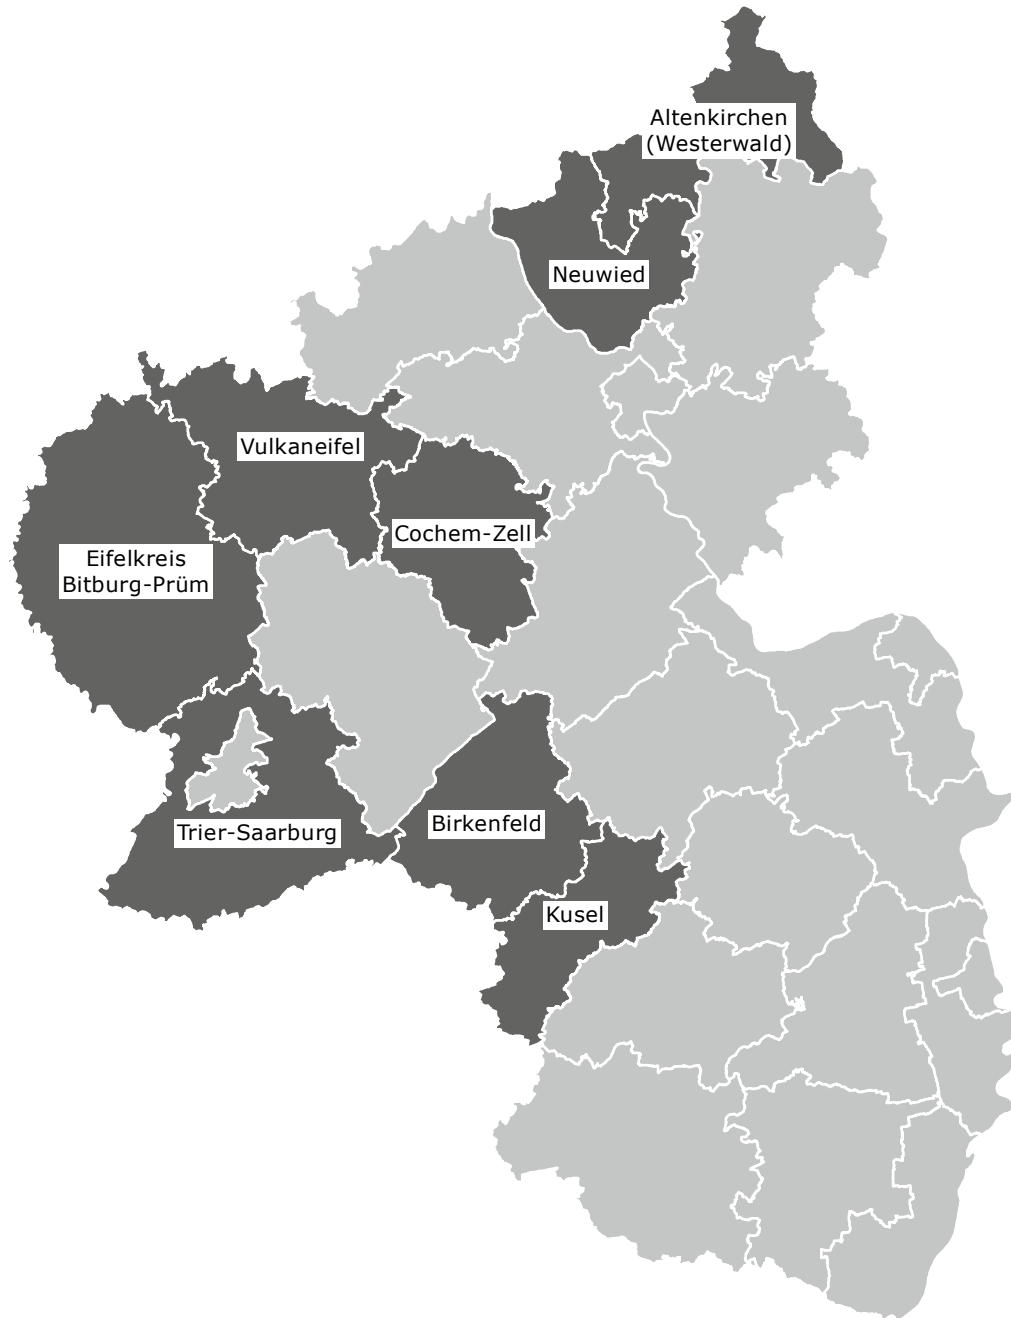 Altenkirchen
(Westerwald)
Neuwied
Vulkaneifel
Cochem-Zell
Eifelkreis
Bitburg-Prüm
Birkenfeld
Trier-Saarburg
Kusel